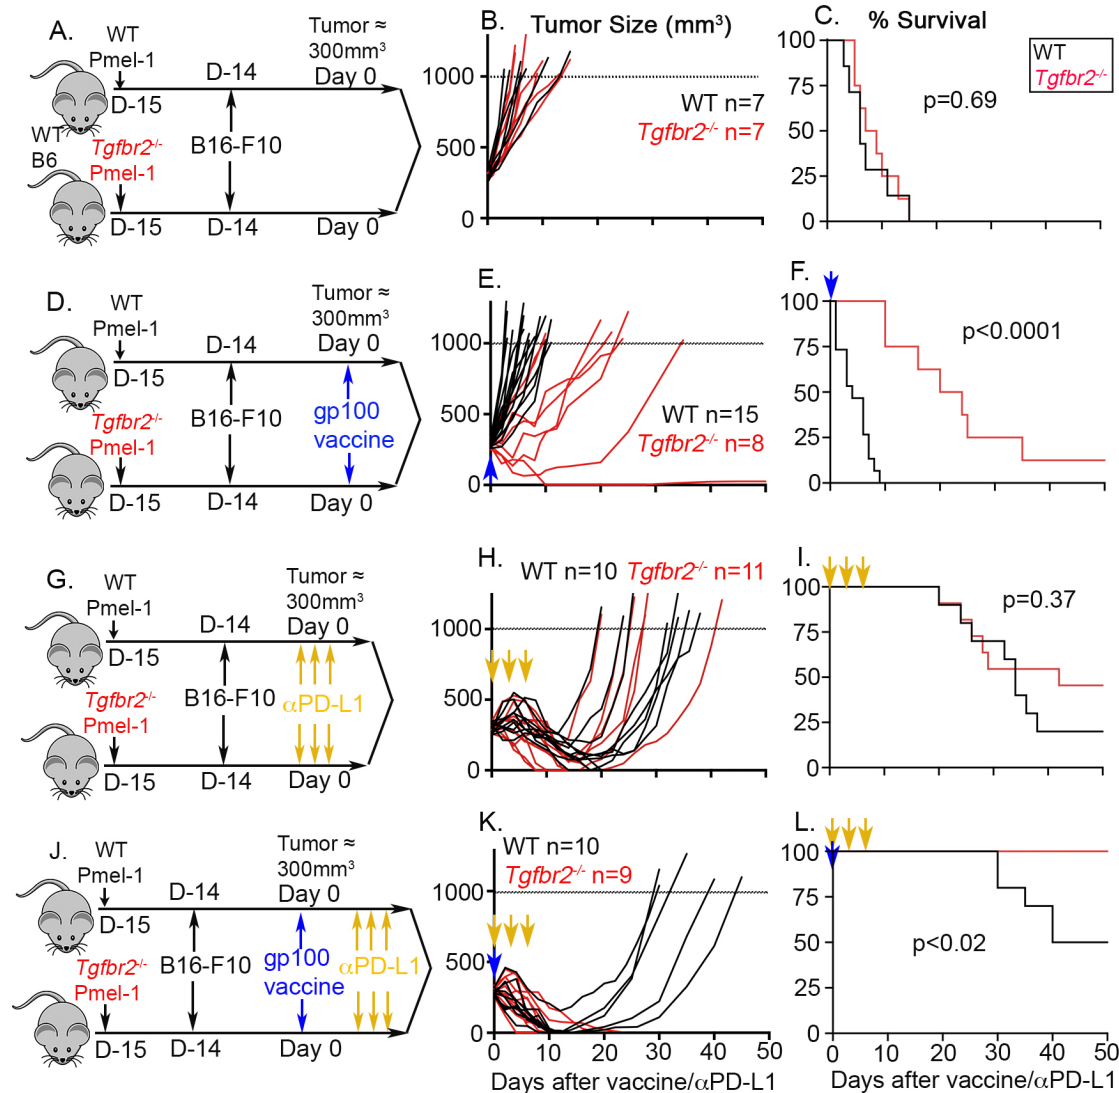 A.
WT
Pmel-1
D-15
D-14
Tumor ≈
300mm³
Day 0
WT
B6
Tgfbr2-/-
Pmel-1
B16-F10
D-15
D-14
Day 0
B.
Tumor Size (mm³)
1000
500
0
WT n=7
Tgfbr2-/- n=7
C.
% Survival
WT
Tgfbr2-/-
100
75
50
25
0
p=0.69
D.
WT
Pmel-1
D-15
D-14
Tumor ≈
300mm³
Day 0
Tgfbr2-/-
Pmel-1
B16-F10
gp100
vaccine
D-15
D-14
Day 0
E.
1000
500
0
WT n=15
Tgfbr2-/- n=8
F.
100
75
50
25
0
p<0.0001
G.
WT
Pmel-1
D-15
D-14
Tumor ≈
300mm³
Day 0
Tgfbr2-/-
Pmel-1
B16-F10
αPD-L1
D-15
D-14
Day 0
H.
WT n=10 Tgfbr2-/- n=11
1000
500
0
I.
100
75
50
25
0
p=0.37
J.
WT
Pmel-1
D-15
D-14
Tumor ≈
300mm³
Day 0
Tgfbr2-/-
Pmel-1
B16-F10
gp100
vaccine
αPD-L1
D-15
D-14
Day 0
K.
WT n=10
Tgfbr2-/- n=9
1000
500
0
0 10 20 30 40 50
Days after vaccine/αPD-L1
L.
100
75
50
25
0
p<0.02
0 10 20 30 40 50
Days after vaccine/αPD-L1